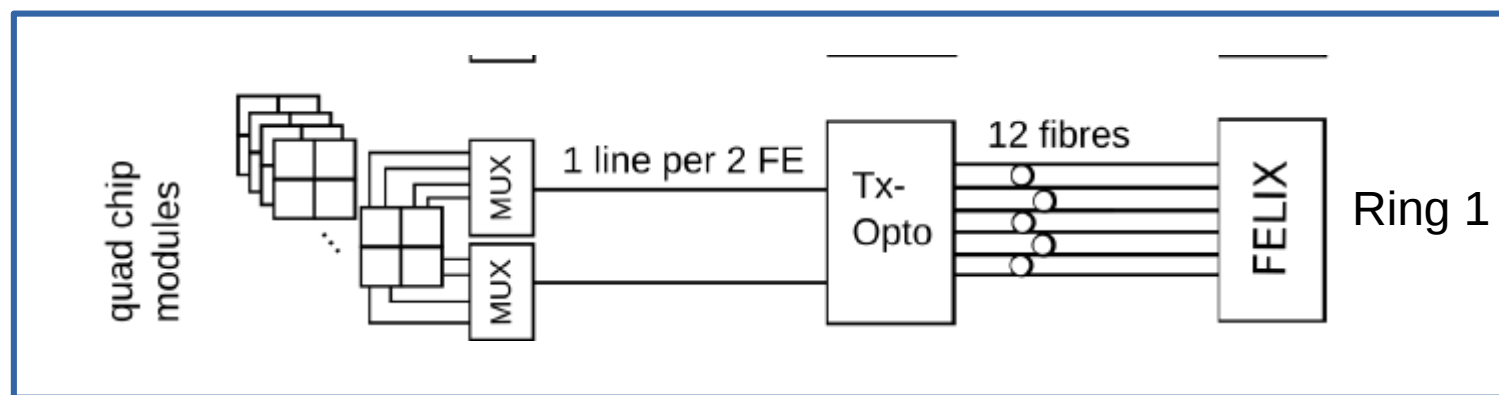 quad chip
modules
MUX
MUX
1 line per 2 FE
Tx-
Opto
12 fibres
FELIX
Ring 1